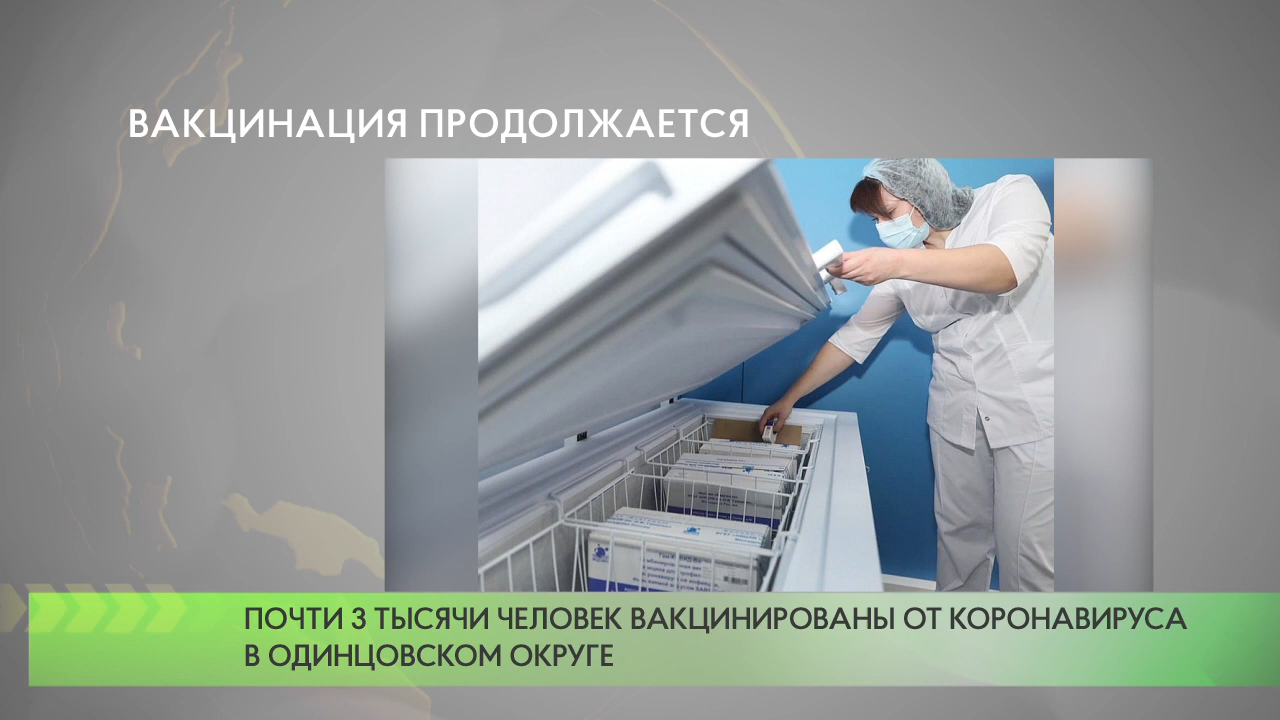 ВАКЦИНАЦИЯ ПРОДОЛЖАЕТСЯ
ПОЧТИ 3 ТЫСЯЧИ ЧЕЛОВЕК ВАКЦИНИРОВАНЫ ОТ КОРОНАВИРУСА
В ОДИНЦОВСКОМ ОКРУГЕ